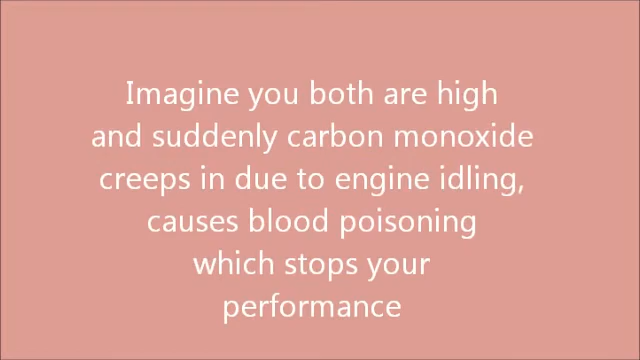 Imagine you both are high
and suddenly carbon monoxide
creeps in due to engine idling,
causes blood poisoning
which stops your
performance